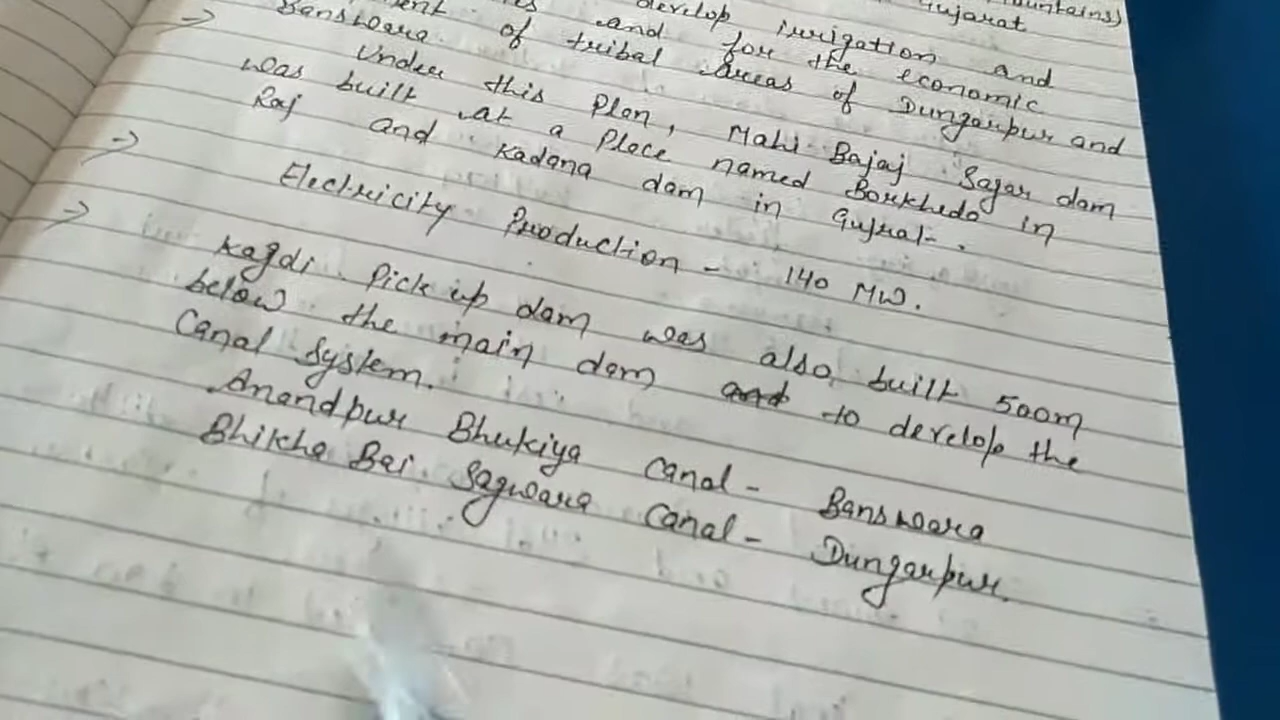 ountains)
Gujarat
develop irrigation and
and for the economic
of tribal areas of Dungarpur and
Banswara.
→ Under this Plan, Mahi Bajaj Sagar dam
was built at a Place named Borkheda in
Raj and Kadana dam in Gujrat.
→ Electricity Production - 140 MW.
→ Kagdi Pick up dam was also built 500m
below the main dam to develop the
Canal System.
Anandpur Bhukiya Canal - Banswara
Bhikha Bai Sagwara Canal - Dungarpur.